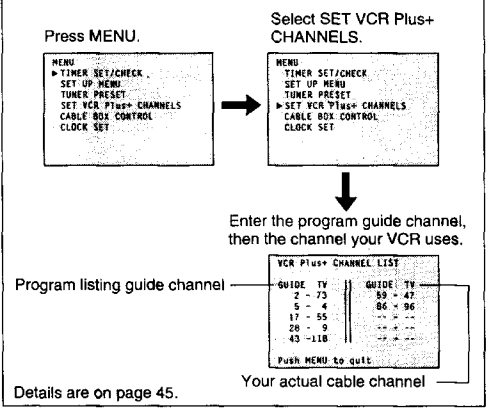 Press MENU.
Select SET VCR Plus+
CHANNELS.
MENU
TIMER SET/CHECK
SET UP MENU
TUNER PRESET
SET VCR Plus+ CHANNELS
CABLE BOX CONTROL
CLOCK SET
MENU
TIMER SET/CHECK
SET UP MENU
TUNER PRESET
SET VCR Plus+ CHANNELS
CABLE BOX CONTROL
CLOCK SET
Enter the program guide channel,
then the channel your VCR uses.
VCR Plus+ CHANNEL LIST
GUIDE TV GUIDE TV
2 - 73 59 - 47
5 - 4 86 - 96
17 - 55 -- - --
28 - 9 -- - --
43 -118 -- - --
Push MENU to quit
Program listing guide channel
Your actual cable channel
Details are on page 45.